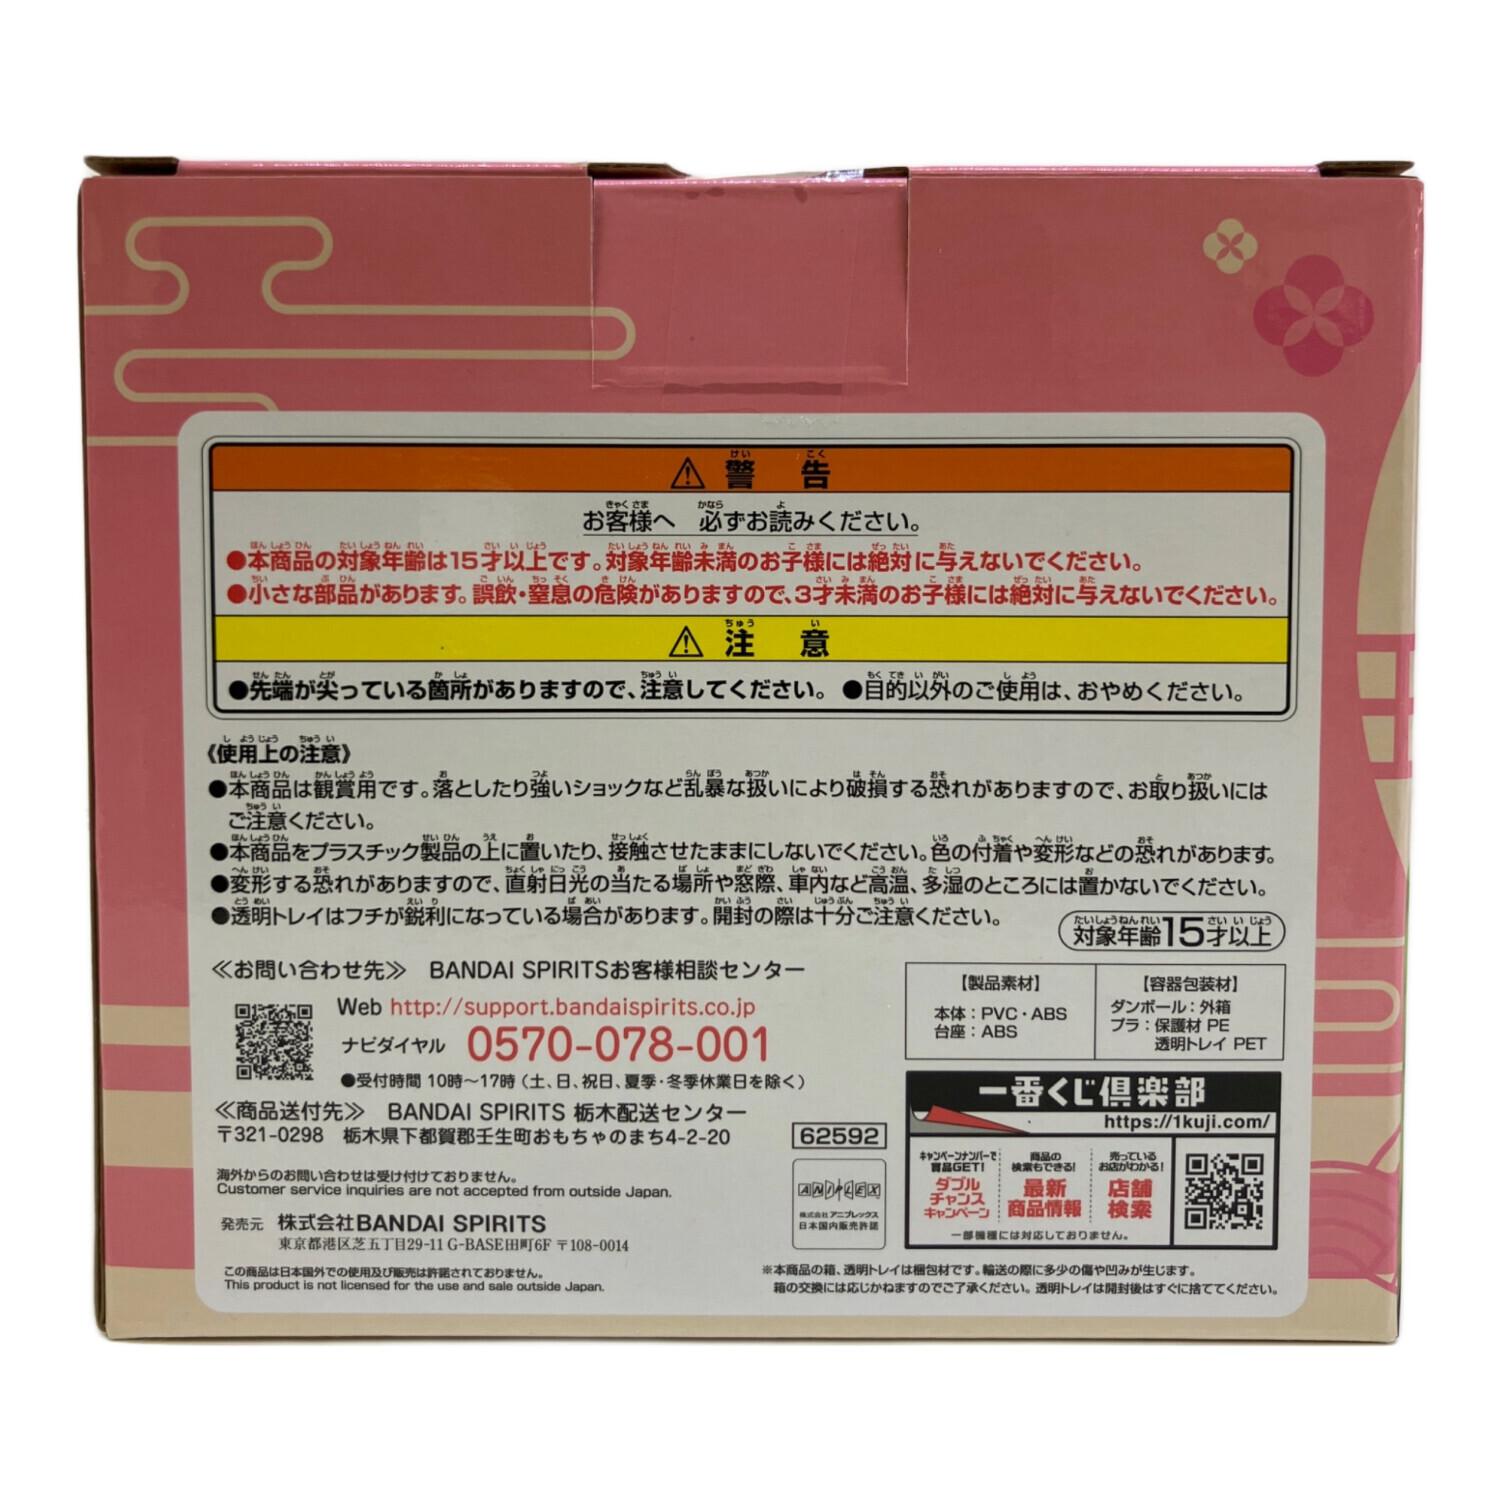 ⚠ 警告
お客様へ 必ずお読みください。
●本商品の対象年齢は15才以上です。対象年齢未満のお子様には絶対に与えないでください。
●小さな部品があります。誤飲・窒息の危険がありますので、3才未満のお子様には絶対に与えないでください。
⚠ 注意
●先端が尖っている箇所がありますので、注意してください。 ●目的以外のご使用は、おやめください。
《使用上の注意》
●本商品は観賞用です。落としたり強いショックなど乱暴な扱いにより破損する恐れがありますので、お取り扱いには
ご注意ください。
●本商品をプラスチック製品の上に置いたり、接触させたままにしないでください。色の付着や変形などの恐れがあります。
●変形する恐れがありますので、直射日光の当たる場所や窓際、車内など高温、多湿のところには置かないでください。
●透明トレイはフチが鋭利になっている場合があります。開封の際は十分ご注意ください。
対象年齢15才以上
≪お問い合わせ先≫ BANDAI SPIRITSお客様相談センター
Web http://support.bandaispirits.co.jp
ナビダイヤル 0570-078-001
●受付時間 10時～17時(土、日、祝日、夏季・冬季休業日を除く)
≪商品送付先≫ BANDAI SPIRITS 栃木配送センター
〒321-0298 栃木県下都賀郡壬生町おもちゃのまち4-2-20
海外からのお問い合わせは受け付けておりません。
Customer service inquiries are not accepted from outside Japan.
発売元 株式会社BANDAI SPIRITS
東京都港区芝五丁目29-11 G-BASE田町6F 〒108-0014
この商品は日本国外での使用及び販売は許諾されておりません。
This product is not licensed for the use and sale outside Japan.
62592
ANIPLEX
株式会社アニプレックス
日本国内販売許諾
【製品素材】
本体：PVC・ABS
台座：ABS
【容器包装材】
ダンボール：外箱
プラ：保護材 PE
透明トレイ PET
一番くじ倶楽部
https://1kuji.com/
キャンペーンナンバーで
賞品GET!
ダブル
チャンス
キャンペーン
商品の
検索もできる!
最新
商品情報
売っている
お店がわかる!
店舗
検索
一部機種には対応しておりません。
※本商品の箱、透明トレイは梱包材です。輸送の際に多少の傷や凹みが生じます。
箱の交換には応じかねますのでご了承ください。透明トレイは開封後はすぐに捨ててください。